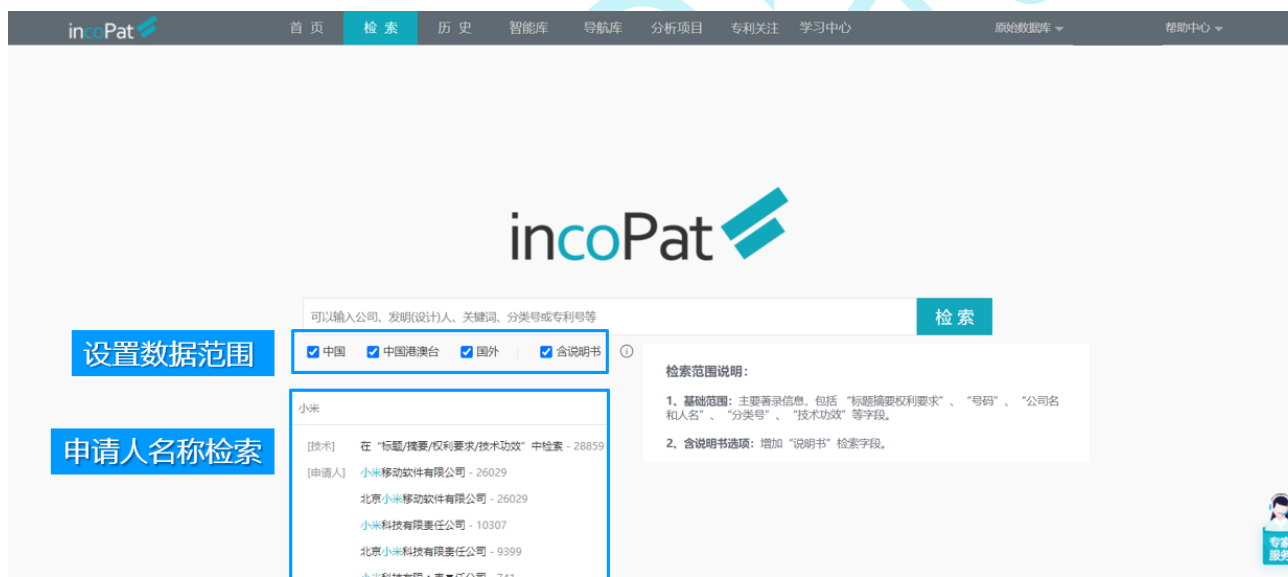 incoPat 首 页 检 索 历 史 智能库 导航库 分析项目 专利关注 学习中心 原始数据库 帮助中心
incoPat
可以输入公司、发明(设计)人、关键词、分类号或专利号等 检 索
设置数据范围 中国 中国港澳台 国外 含说明书
检索范围说明：
1、基础范围：主要著录信息，包括 “标题摘要权利要求”、 “号码”、 “公司名
和人名”、 “分类号”、 “技术功效” 等字段。
2、含说明书选项：增加 “说明书” 检索字段。
小米
申请人名称检索
[技术] 在 “标题/摘要/权利要求/技术功效” 中检索 - 28859
[申请人] 小米移动软件有限公司 - 26029
北京小米移动软件有限公司 - 26029
小米科技有限责任公司 - 10307
北京小米科技有限责任公司 - 9399
专家
服务